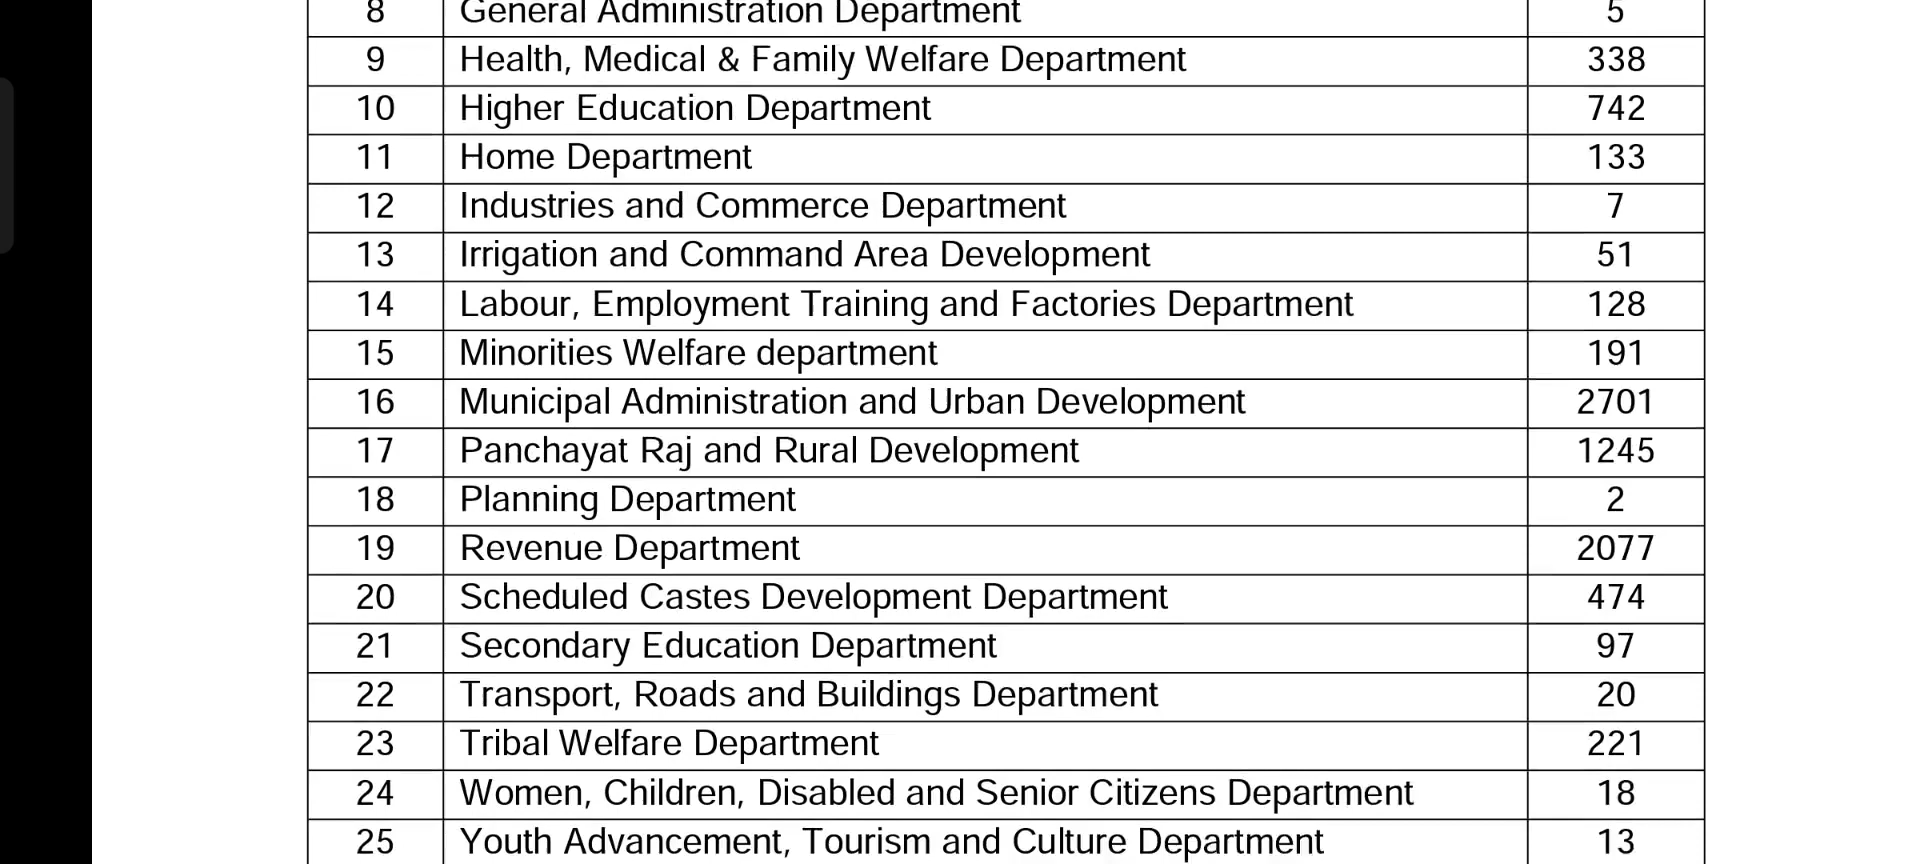 8 General Administration Department 5
9 Health, Medical & Family Welfare Department 338
10 Higher Education Department 742
11 Home Department 133
12 Industries and Commerce Department 7
13 Irrigation and Command Area Development 51
14 Labour, Employment Training and Factories Department 128
15 Minorities Welfare department 191
16 Municipal Administration and Urban Development 2701
17 Panchayat Raj and Rural Development 1245
18 Planning Department 2
19 Revenue Department 2077
20 Scheduled Castes Development Department 474
21 Secondary Education Department 97
22 Transport, Roads and Buildings Department 20
23 Tribal Welfare Department 221
24 Women, Children, Disabled and Senior Citizens Department 18
25 Youth Advancement, Tourism and Culture Department 13